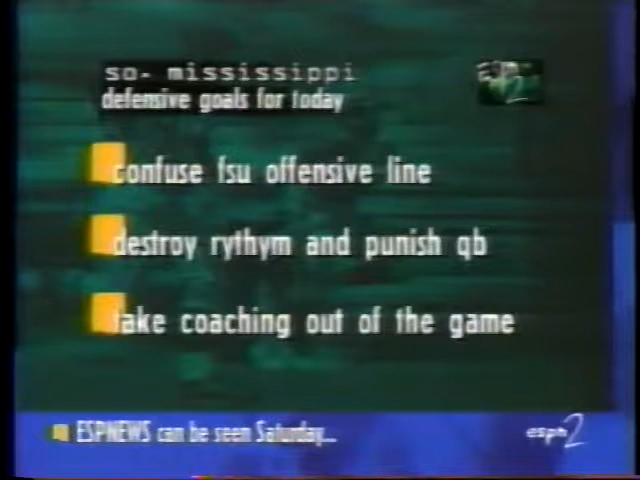 so. mississippi
defensive goals for today
confuse fsu offensive line
destroy rythym and punish qb
take coaching out of the game
ESPNEWS can be seen Saturday...
espn2